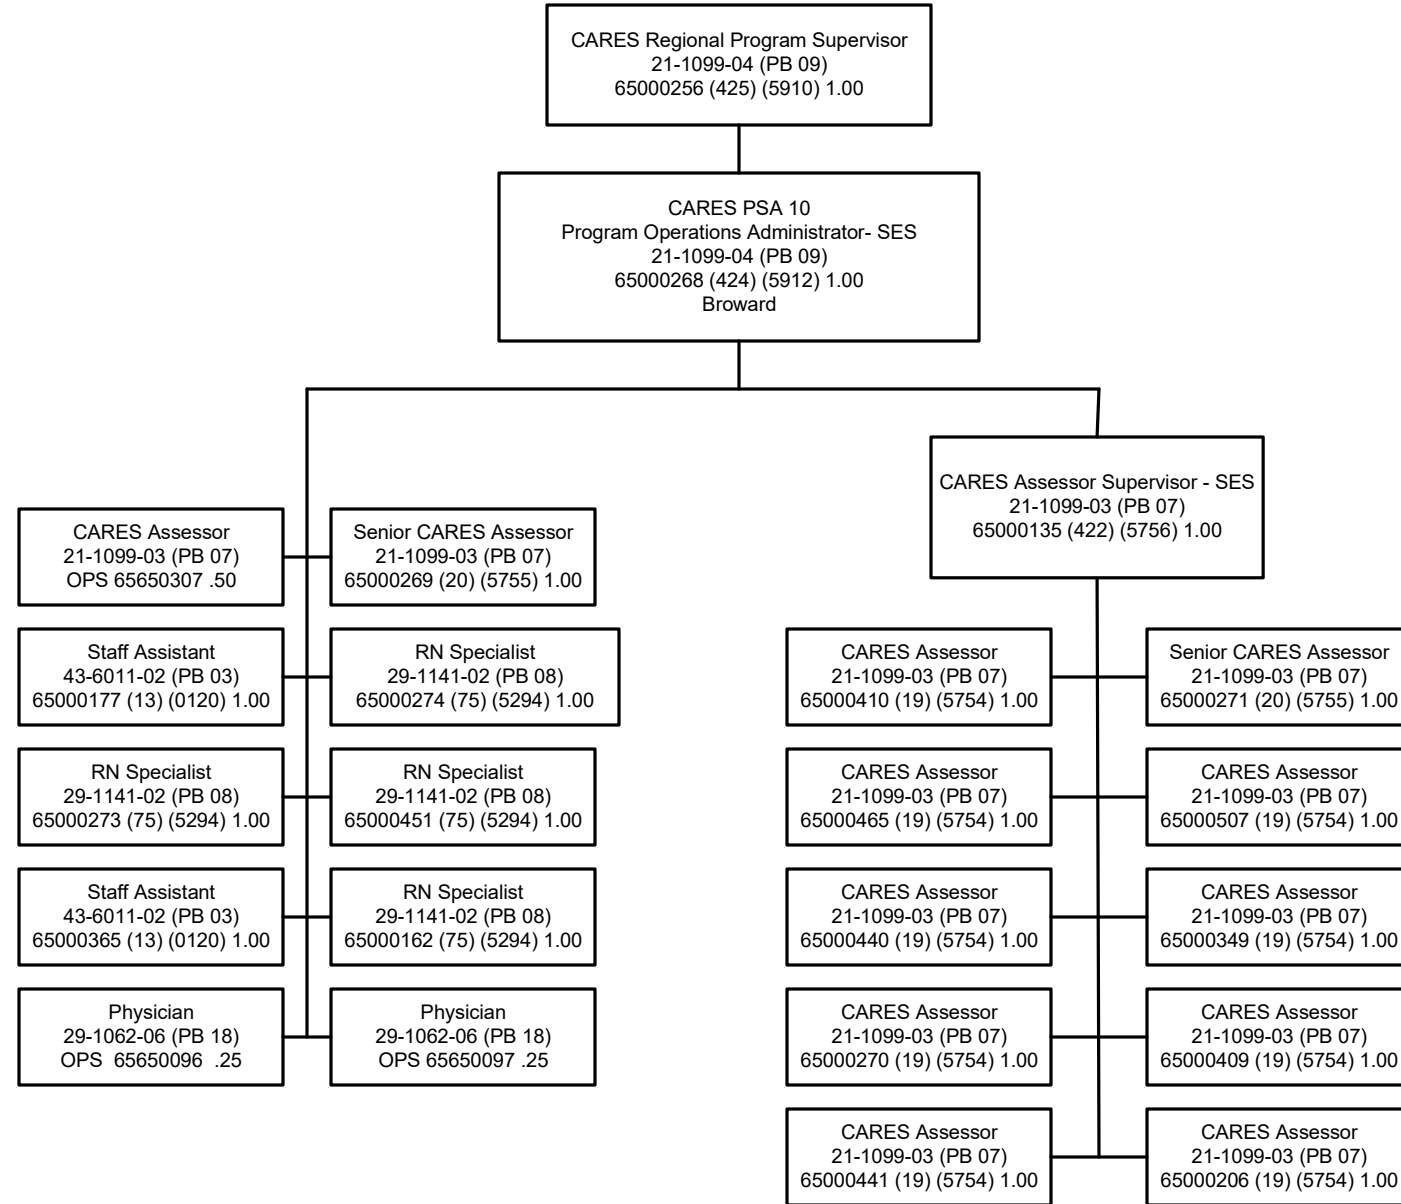 CARES Regional Program Supervisor
21-1099-04 (PB 09)
65000256 (425) (5910) 1.00
CARES PSA 10
Program Operations Administrator- SES
21-1099-04 (PB 09)
65000268 (424) (5912) 1.00
Broward
CARES Assessor
21-1099-03 (PB 07)
OPS 65650307 .50
Senior CARES Assessor
21-1099-03 (PB 07)
65000269 (20) (5755) 1.00
Staff Assistant
43-6011-02 (PB 03)
65000177 (13) (0120) 1.00
RN Specialist
29-1141-02 (PB 08)
65000274 (75) (5294) 1.00
RN Specialist
29-1141-02 (PB 08)
65000273 (75) (5294) 1.00
RN Specialist
29-1141-02 (PB 08)
65000451 (75) (5294) 1.00
Staff Assistant
43-6011-02 (PB 03)
65000365 (13) (0120) 1.00
RN Specialist
29-1141-02 (PB 08)
65000162 (75) (5294) 1.00
Physician
29-1062-06 (PB 18)
OPS  65650096  .25
Physician
29-1062-06 (PB 18)
OPS 65650097 .25
CARES Assessor Supervisor - SES
21-1099-03 (PB 07)
65000135 (422) (5756) 1.00
CARES Assessor
21-1099-03 (PB 07)
65000410 (19) (5754) 1.00
Senior CARES Assessor
21-1099-03 (PB 07)
65000271 (20) (5755) 1.00
CARES Assessor
21-1099-03 (PB 07)
65000465 (19) (5754) 1.00
CARES Assessor
21-1099-03 (PB 07)
65000507 (19) (5754) 1.00
CARES Assessor
21-1099-03 (PB 07)
65000440 (19) (5754) 1.00
CARES Assessor
21-1099-03 (PB 07)
65000349 (19) (5754) 1.00
CARES Assessor
21-1099-03 (PB 07)
65000270 (19) (5754) 1.00
CARES Assessor
21-1099-03 (PB 07)
65000409 (19) (5754) 1.00
CARES Assessor
21-1099-03 (PB 07)
65000441 (19) (5754) 1.00
CARES Assessor
21-1099-03 (PB 07)
65000206 (19) (5754) 1.00